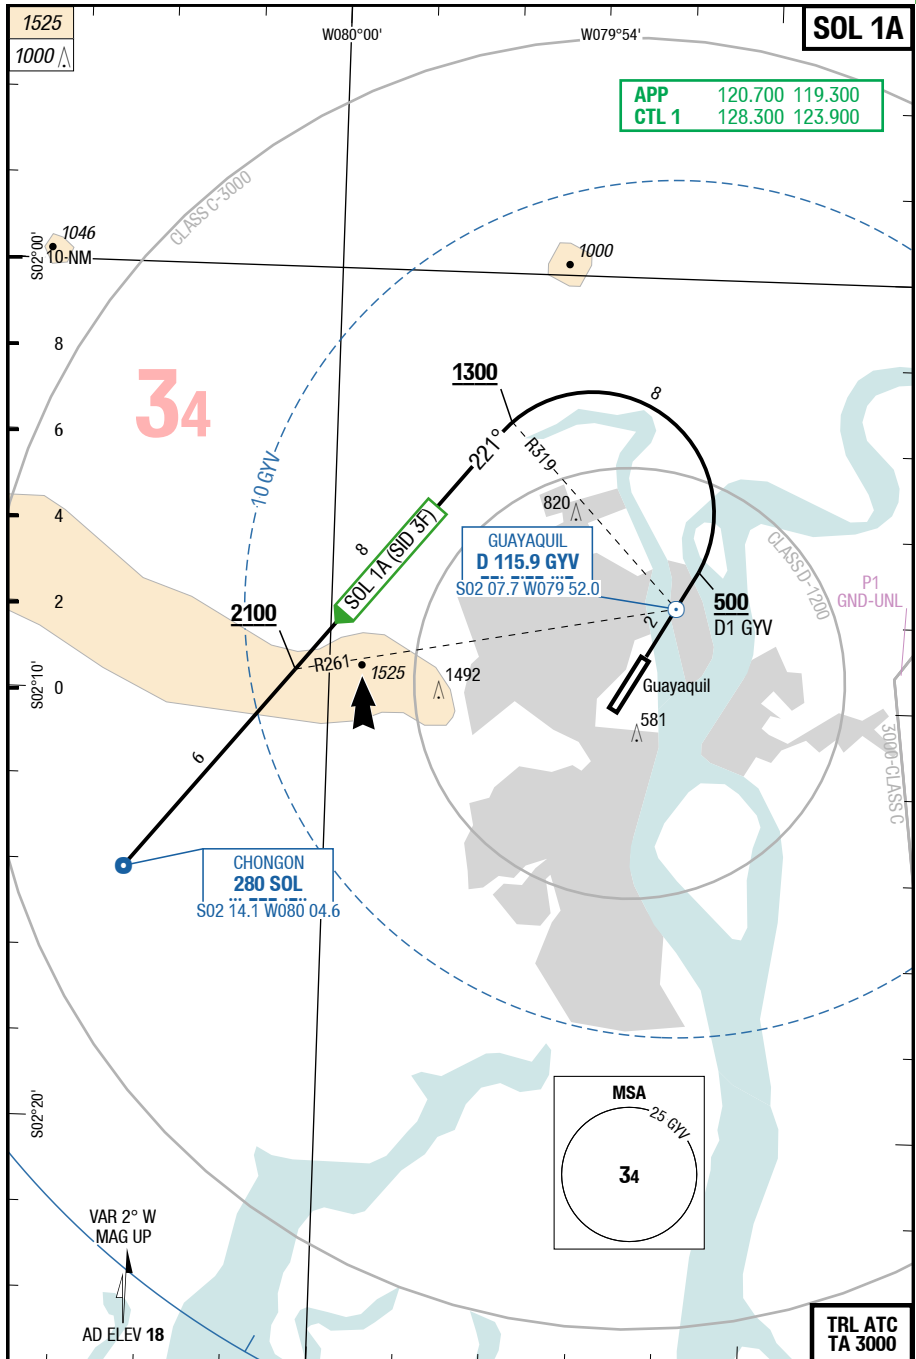 1525
1000
W080°00'
W079°54'
SOL 1A
APP 120.700 119.300
CTL 1 128.300 123.900
CLASS C-3000
1046
S02°00'
10 NM
1000
8
34
1300
8
6
R319
221°
10 GYV
4
820
8
SOL 1A (SID 3F)
GUAYAQUIL
D 115.9 GYV
S02 07.7 W079 52.0
CLASS D-1200
P1
GND-UNL
2
2100
500
D1 GYV
2
R261
1525
1492
S02°10'
0
Guayaquil
581
3000-CLASS C
6
CHONGON
280 SOL
S02 14.1 W080 04.6
S02°20'
MSA
25 GYV
34
VAR 2° W
MAG UP
AD ELEV 18
TRL ATC
TA 3000